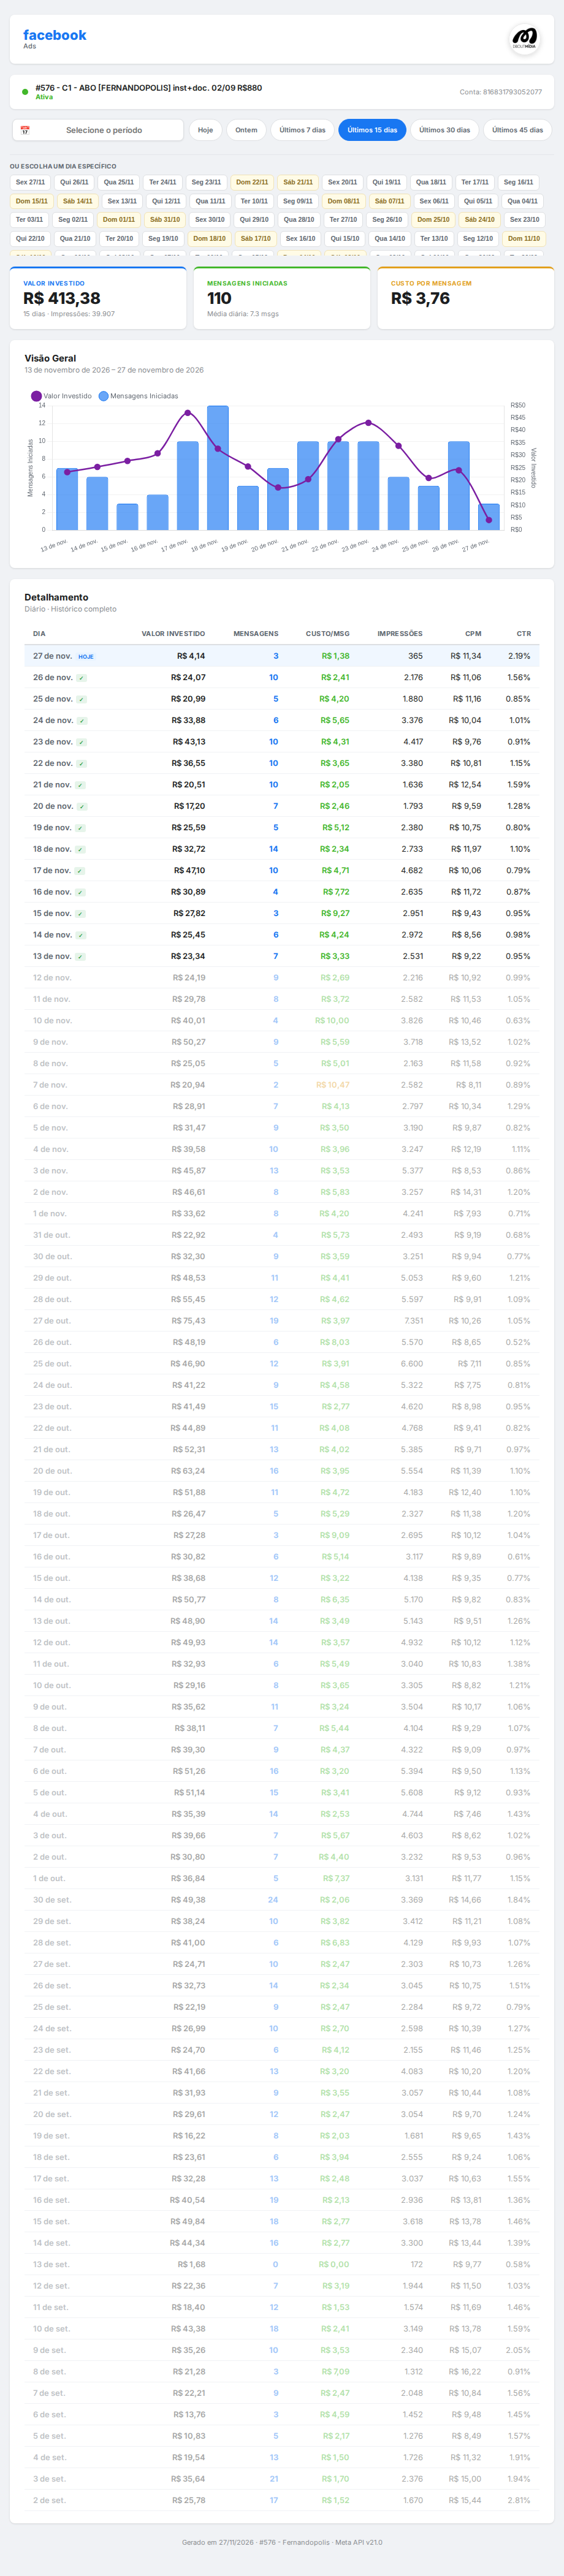 facebook
Ads
DEOUTMÍDIA
#576 - C1 - ABO [FERNANDOPOLIS] inst+doc. 02/09 R$880
Ativa
Conta: 816831793052077
📅 Selecione o período Hoje Ontem Últimos 7 dias Últimos 15 dias Últimos 30 dias Últimos 45 dias
OU ESCOLHA UM DIA ESPECÍFICO
Sex 27/11 Qui 26/11 Qua 25/11 Ter 24/11 Seg 23/11 Dom 22/11 Sáb 21/11 Sex 20/11 Qui 19/11 Qua 18/11 Ter 17/11 Seg 16/11
Dom 15/11 Sáb 14/11 Sex 13/11 Qui 12/11 Qua 11/11 Ter 10/11 Seg 09/11 Dom 08/11 Sáb 07/11 Sex 06/11 Qui 05/11 Qua 04/11
Ter 03/11 Seg 02/11 Dom 01/11 Sáb 31/10 Sex 30/10 Qui 29/10 Qua 28/10 Ter 27/10 Seg 26/10 Dom 25/10 Sáb 24/10 Sex 23/10
Qui 22/10 Qua 21/10 Ter 20/10 Seg 19/10 Dom 18/10 Sáb 17/10 Sex 16/10 Qui 15/10 Qua 14/10 Ter 13/10 Seg 12/10 Dom 11/10
VALOR INVESTIDO
R$ 413,38
15 dias · Impressões: 39.907
MENSAGENS INICIADAS
110
Média diária: 7.3 msgs
CUSTO POR MENSAGEM
R$ 3,76
Visão Geral
13 de novembro de 2026 – 27 de novembro de 2026
Valor Investido Mensagens Iniciadas
14 12 10 8 6 4 2 0
Mensagens Iniciadas
R$50 R$45 R$40 R$35 R$30 R$25 R$20 R$15 R$10 R$5 R$0
Valor Investido
13 de nov. 14 de nov. 15 de nov. 16 de nov. 17 de nov. 18 de nov. 19 de nov. 20 de nov. 21 de nov. 22 de nov. 23 de nov. 24 de nov. 25 de nov. 26 de nov. 27 de nov.
Detalhamento
Diário · Histórico completo
DIA VALOR INVESTIDO MENSAGENS CUSTO/MSG IMPRESSÕES CPM CTR
27 de nov. HOJE R$ 4,14 3 R$ 1,38 365 R$ 11,34 2.19%
26 de nov. ✓ R$ 24,07 10 R$ 2,41 2.176 R$ 11,06 1.56%
25 de nov. ✓ R$ 20,99 5 R$ 4,20 1.880 R$ 11,16 0.85%
24 de nov. ✓ R$ 33,88 6 R$ 5,65 3.376 R$ 10,04 1.01%
23 de nov. ✓ R$ 43,13 10 R$ 4,31 4.417 R$ 9,76 0.91%
22 de nov. ✓ R$ 36,55 10 R$ 3,65 3.380 R$ 10,81 1.15%
21 de nov. ✓ R$ 20,51 10 R$ 2,05 1.636 R$ 12,54 1.59%
20 de nov. ✓ R$ 17,20 7 R$ 2,46 1.793 R$ 9,59 1.28%
19 de nov. ✓ R$ 25,59 5 R$ 5,12 2.380 R$ 10,75 0.80%
18 de nov. ✓ R$ 32,72 14 R$ 2,34 2.733 R$ 11,97 1.10%
17 de nov. ✓ R$ 47,10 10 R$ 4,71 4.682 R$ 10,06 0.79%
16 de nov. ✓ R$ 30,89 4 R$ 7,72 2.635 R$ 11,72 0.87%
15 de nov. ✓ R$ 27,82 3 R$ 9,27 2.951 R$ 9,43 0.95%
14 de nov. ✓ R$ 25,45 6 R$ 4,24 2.972 R$ 8,56 0.98%
13 de nov. ✓ R$ 23,34 7 R$ 3,33 2.531 R$ 9,22 0.95%
12 de nov. R$ 24,19 9 R$ 2,69 2.216 R$ 10,92 0.99%
11 de nov. R$ 29,78 8 R$ 3,72 2.582 R$ 11,53 1.05%
10 de nov. R$ 40,01 4 R$ 10,00 3.826 R$ 10,46 0.63%
9 de nov. R$ 50,27 9 R$ 5,59 3.718 R$ 13,52 1.02%
8 de nov. R$ 25,05 5 R$ 5,01 2.163 R$ 11,58 0.92%
7 de nov. R$ 20,94 2 R$ 10,47 2.582 R$ 8,11 0.89%
6 de nov. R$ 28,91 7 R$ 4,13 2.797 R$ 10,34 1.29%
5 de nov. R$ 31,47 9 R$ 3,50 3.190 R$ 9,87 0.82%
4 de nov. R$ 39,58 10 R$ 3,96 3.247 R$ 12,19 1.11%
3 de nov. R$ 45,87 13 R$ 3,53 5.377 R$ 8,53 0.86%
2 de nov. R$ 46,61 8 R$ 5,83 3.257 R$ 14,31 1.20%
1 de nov. R$ 33,62 8 R$ 4,20 4.241 R$ 7,93 0.71%
31 de out. R$ 22,92 4 R$ 5,73 2.493 R$ 9,19 0.68%
30 de out. R$ 32,30 9 R$ 3,59 3.251 R$ 9,94 0.77%
29 de out. R$ 48,53 11 R$ 4,41 5.053 R$ 9,60 1.21%
28 de out. R$ 55,45 12 R$ 4,62 5.597 R$ 9,91 1.09%
27 de out. R$ 75,43 19 R$ 3,97 7.351 R$ 10,26 1.05%
26 de out. R$ 48,19 6 R$ 8,03 5.570 R$ 8,65 0.52%
25 de out. R$ 46,90 12 R$ 3,91 6.600 R$ 7,11 0.85%
24 de out. R$ 41,22 9 R$ 4,58 5.322 R$ 7,75 0.81%
23 de out. R$ 41,49 15 R$ 2,77 4.620 R$ 8,98 0.95%
22 de out. R$ 44,89 11 R$ 4,08 4.768 R$ 9,41 0.82%
21 de out. R$ 52,31 13 R$ 4,02 5.385 R$ 9,71 0.97%
20 de out. R$ 63,24 16 R$ 3,95 5.554 R$ 11,39 1.10%
19 de out. R$ 51,88 11 R$ 4,72 4.183 R$ 12,40 1.10%
18 de out. R$ 26,47 5 R$ 5,29 2.327 R$ 11,38 1.20%
17 de out. R$ 27,28 3 R$ 9,09 2.695 R$ 10,12 1.04%
16 de out. R$ 30,82 6 R$ 5,14 3.117 R$ 9,89 0.61%
15 de out. R$ 38,68 12 R$ 3,22 4.138 R$ 9,35 0.77%
14 de out. R$ 50,77 8 R$ 6,35 5.170 R$ 9,82 0.83%
13 de out. R$ 48,90 14 R$ 3,49 5.143 R$ 9,51 1.26%
12 de out. R$ 49,93 14 R$ 3,57 4.932 R$ 10,12 1.12%
11 de out. R$ 32,93 6 R$ 5,49 3.040 R$ 10,83 1.38%
10 de out. R$ 29,16 8 R$ 3,65 3.305 R$ 8,82 1.21%
9 de out. R$ 35,62 11 R$ 3,24 3.504 R$ 10,17 1.06%
8 de out. R$ 38,11 7 R$ 5,44 4.104 R$ 9,29 1.07%
7 de out. R$ 39,30 9 R$ 4,37 4.322 R$ 9,09 0.97%
6 de out. R$ 51,26 16 R$ 3,20 5.394 R$ 9,50 1.13%
5 de out. R$ 51,14 15 R$ 3,41 5.608 R$ 9,12 0.93%
4 de out. R$ 35,39 14 R$ 2,53 4.744 R$ 7,46 1.43%
3 de out. R$ 39,66 7 R$ 5,67 4.603 R$ 8,62 1.02%
2 de out. R$ 30,80 7 R$ 4,40 3.232 R$ 9,53 0.96%
1 de out. R$ 36,84 5 R$ 7,37 3.131 R$ 11,77 1.15%
30 de set. R$ 49,38 24 R$ 2,06 3.369 R$ 14,66 1.84%
29 de set. R$ 38,24 10 R$ 3,82 3.412 R$ 11,21 1.08%
28 de set. R$ 41,00 6 R$ 6,83 4.129 R$ 9,93 1.07%
27 de set. R$ 24,71 10 R$ 2,47 2.303 R$ 10,73 1.26%
26 de set. R$ 32,73 14 R$ 2,34 3.045 R$ 10,75 1.51%
25 de set. R$ 22,19 9 R$ 2,47 2.284 R$ 9,72 0.79%
24 de set. R$ 26,99 10 R$ 2,70 2.598 R$ 10,39 1.27%
23 de set. R$ 24,70 6 R$ 4,12 2.155 R$ 11,46 1.25%
22 de set. R$ 41,66 13 R$ 3,20 4.083 R$ 10,20 1.20%
21 de set. R$ 31,93 9 R$ 3,55 3.057 R$ 10,44 1.08%
20 de set. R$ 29,61 12 R$ 2,47 3.054 R$ 9,70 1.24%
19 de set. R$ 16,22 8 R$ 2,03 1.681 R$ 9,65 1.43%
18 de set. R$ 23,61 6 R$ 3,94 2.555 R$ 9,24 1.06%
17 de set. R$ 32,28 13 R$ 2,48 3.037 R$ 10,63 1.55%
16 de set. R$ 40,54 19 R$ 2,13 2.936 R$ 13,81 1.36%
15 de set. R$ 49,84 18 R$ 2,77 3.618 R$ 13,78 1.46%
14 de set. R$ 44,34 16 R$ 2,77 3.300 R$ 13,44 1.39%
13 de set. R$ 1,68 0 R$ 0,00 172 R$ 9,77 0.58%
12 de set. R$ 22,36 7 R$ 3,19 1.944 R$ 11,50 1.03%
11 de set. R$ 18,40 12 R$ 1,53 1.574 R$ 11,69 1.46%
10 de set. R$ 43,38 18 R$ 2,41 3.149 R$ 13,78 1.59%
9 de set. R$ 35,26 10 R$ 3,53 2.340 R$ 15,07 2.05%
8 de set. R$ 21,28 3 R$ 7,09 1.312 R$ 16,22 0.91%
7 de set. R$ 22,21 9 R$ 2,47 2.048 R$ 10,84 1.56%
6 de set. R$ 13,76 3 R$ 4,59 1.452 R$ 9,48 1.45%
5 de set. R$ 10,83 5 R$ 2,17 1.276 R$ 8,49 1.57%
4 de set. R$ 19,54 13 R$ 1,50 1.726 R$ 11,32 1.91%
3 de set. R$ 35,64 21 R$ 1,70 2.376 R$ 15,00 1.94%
2 de set. R$ 25,78 17 R$ 1,52 1.670 R$ 15,44 2.81%
Gerado em 27/11/2026 · #576 - Fernandopolis · Meta API v21.0